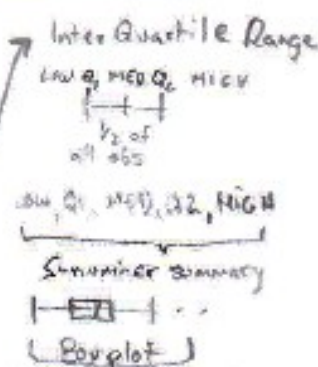 Inter Quartile Range
LOW Q1 MED Q2 HIGH
1/2 of
all obs
LOW, Q1, MED, Q2, HIGH
summary
Boxplot